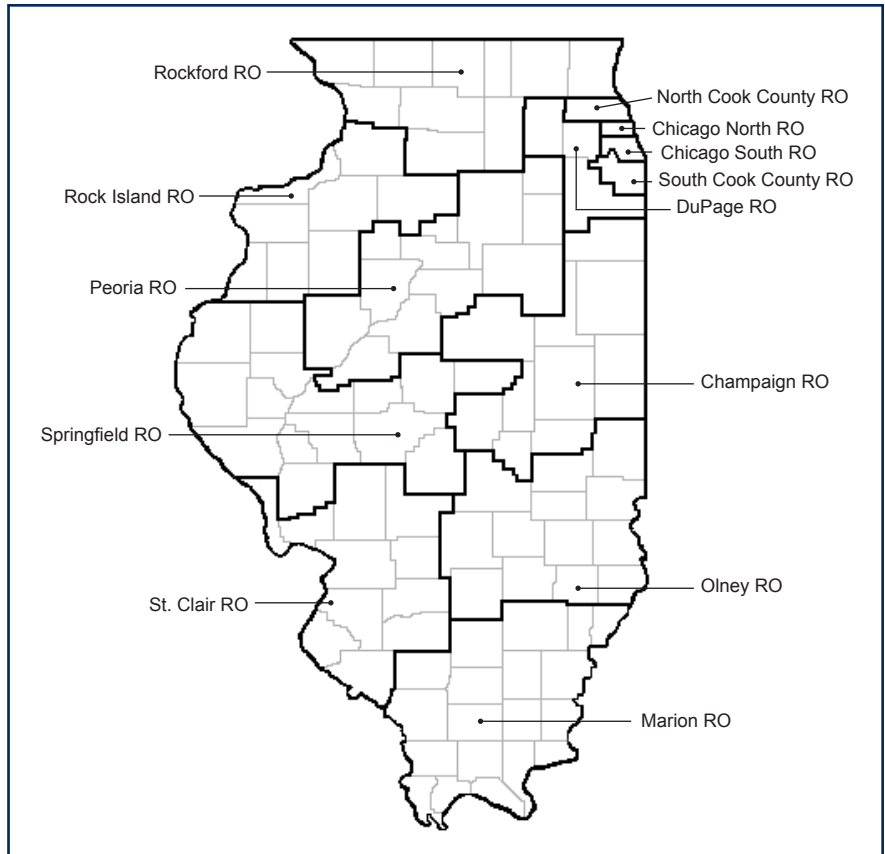 Rockford RO
North Cook County RO
Chicago North RO
Chicago South RO
South Cook County RO
Rock Island RO
DuPage RO
Peoria RO
Champaign RO
Springfield RO
Olney RO
St. Clair RO
Marion RO